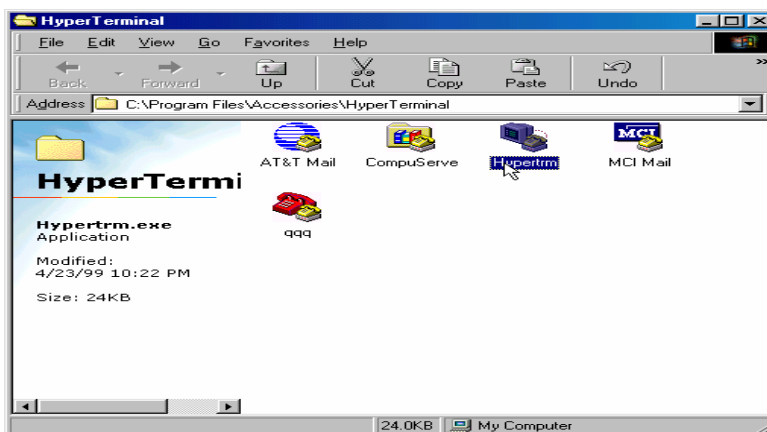 HyperTerminal
File Edit View Go Favorites Help
Back Forward Up Cut Copy Paste Undo »
Address C:\Program Files\Accessories\HyperTerminal
HyperTermi
Hypertrm.exe
Application
Modified:
4/23/99 10:22 PM
Size: 24KB
AT&T Mail CompuServe Hypertrm MCI Mail
MCI
qqq
24.0KB My Computer